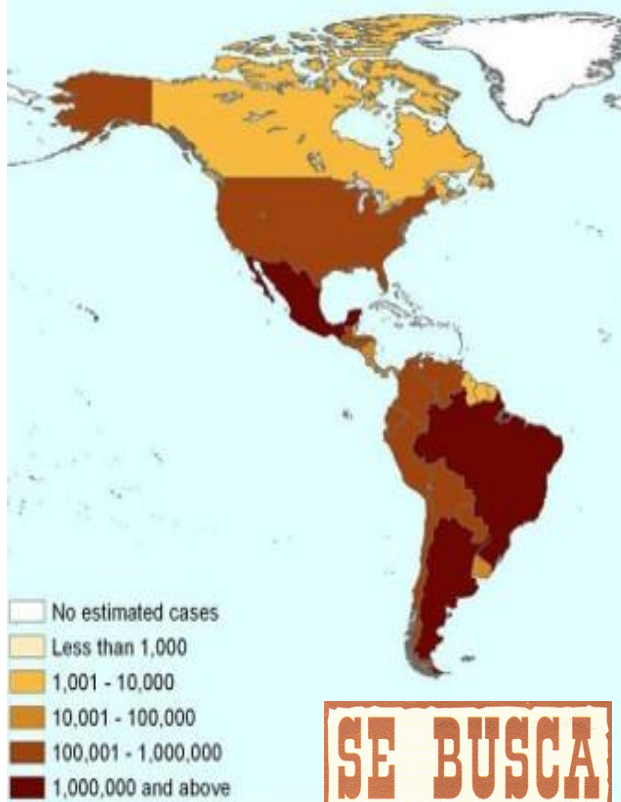 No estimated cases
Less than 1,000
1,001 - 10,000
10,001 - 100,000
100,001 - 1,000,000
1,000,000 and above
SE BUSCA